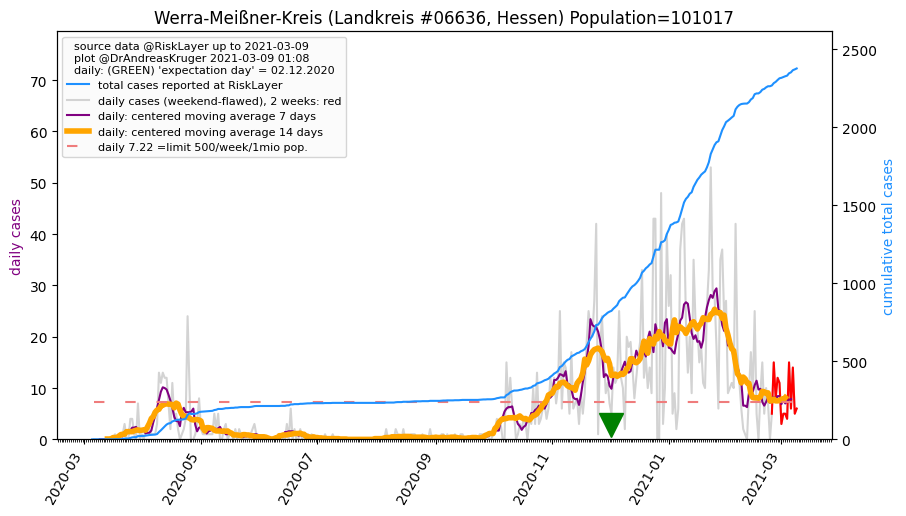 Werra-Meißner-Kreis (Landkreis #06636, Hessen) Population=101017
source data @RiskLayer up to 2021-03-09
plot @DrAndreasKruger 2021-03-09 01:08
daily: (GREEN) 'expectation day' = 02.12.2020
total cases reported at RiskLayer
daily cases (weekend-flawed), 2 weeks: red
daily: centered moving average 7 days
daily: centered moving average 14 days
daily 7.22 =limit 500/week/1mio pop.
daily cases
0
10
20
30
40
50
60
70
cumulative total cases
0
500
1000
1500
2000
2500
2020-03
2020-05
2020-07
2020-09
2020-11
2021-01
2021-03